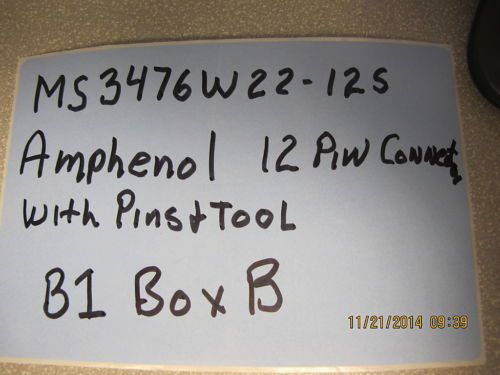 MS3476W22-12S
Amphenol 12 Pin Connect
With Pins & Tool
B1 Box B
11/21/2014 09:39